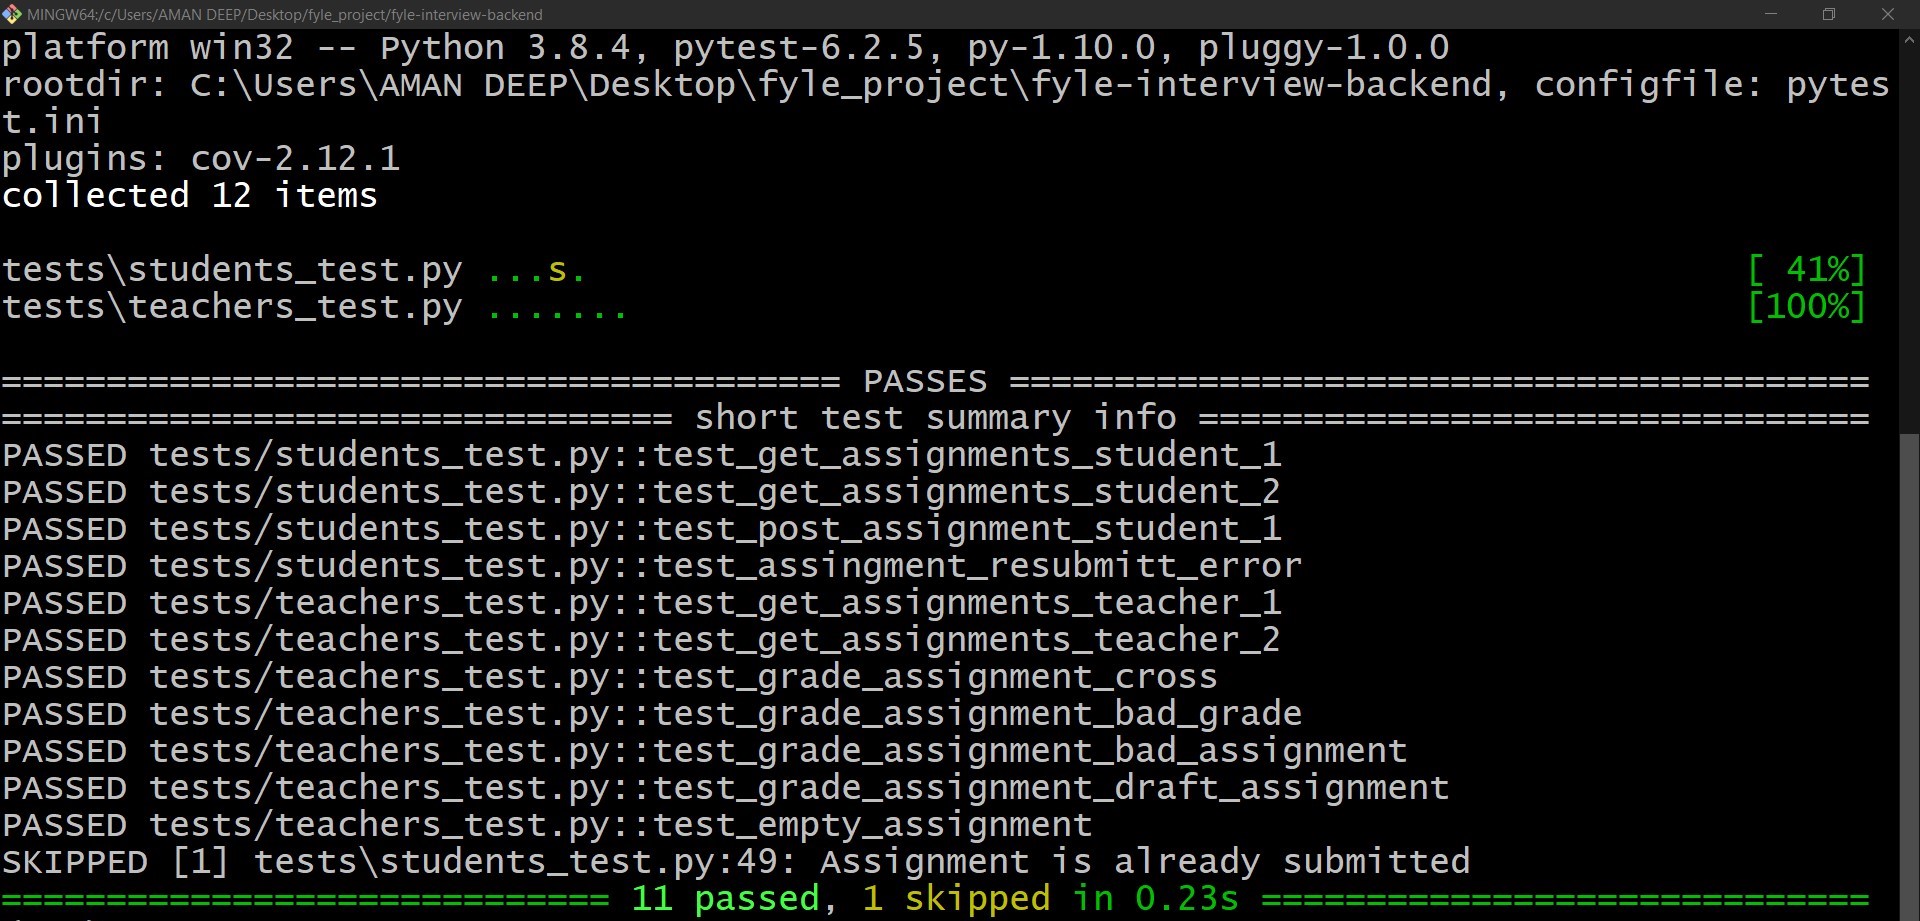 MINGW64:/c/Users/AMAN DEEP/Desktop/fyle_project/fyle-interview-backend
platform win32 -- Python 3.8.4, pytest-6.2.5, py-1.10.0, pluggy-1.0.0
rootdir: C:\Users\AMAN DEEP\Desktop\fyle_project\fyle-interview-backend, configfile: pytes
t.ini
plugins: cov-2.12.1
collected 12 items
tests\students_test.py ...s. [ 41%]
tests\teachers_test.py ....... [100%]
======================================== PASSES =========================================
================================ short test summary info ================================
PASSED tests/students_test.py::test_get_assignments_student_1
PASSED tests/students_test.py::test_get_assignments_student_2
PASSED tests/students_test.py::test_post_assignment_student_1
PASSED tests/students_test.py::test_assingment_resubmitt_error
PASSED tests/teachers_test.py::test_get_assignments_teacher_1
PASSED tests/teachers_test.py::test_get_assignments_teacher_2
PASSED tests/teachers_test.py::test_grade_assignment_cross
PASSED tests/teachers_test.py::test_grade_assignment_bad_grade
PASSED tests/teachers_test.py::test_grade_assignment_bad_assignment
PASSED tests/teachers_test.py::test_grade_assignment_draft_assignment
PASSED tests/teachers_test.py::test_empty_assignment
SKIPPED [1] tests\students_test.py:49: Assignment is already submitted
============================= 11 passed, 1 skipped in 0.23s =============================